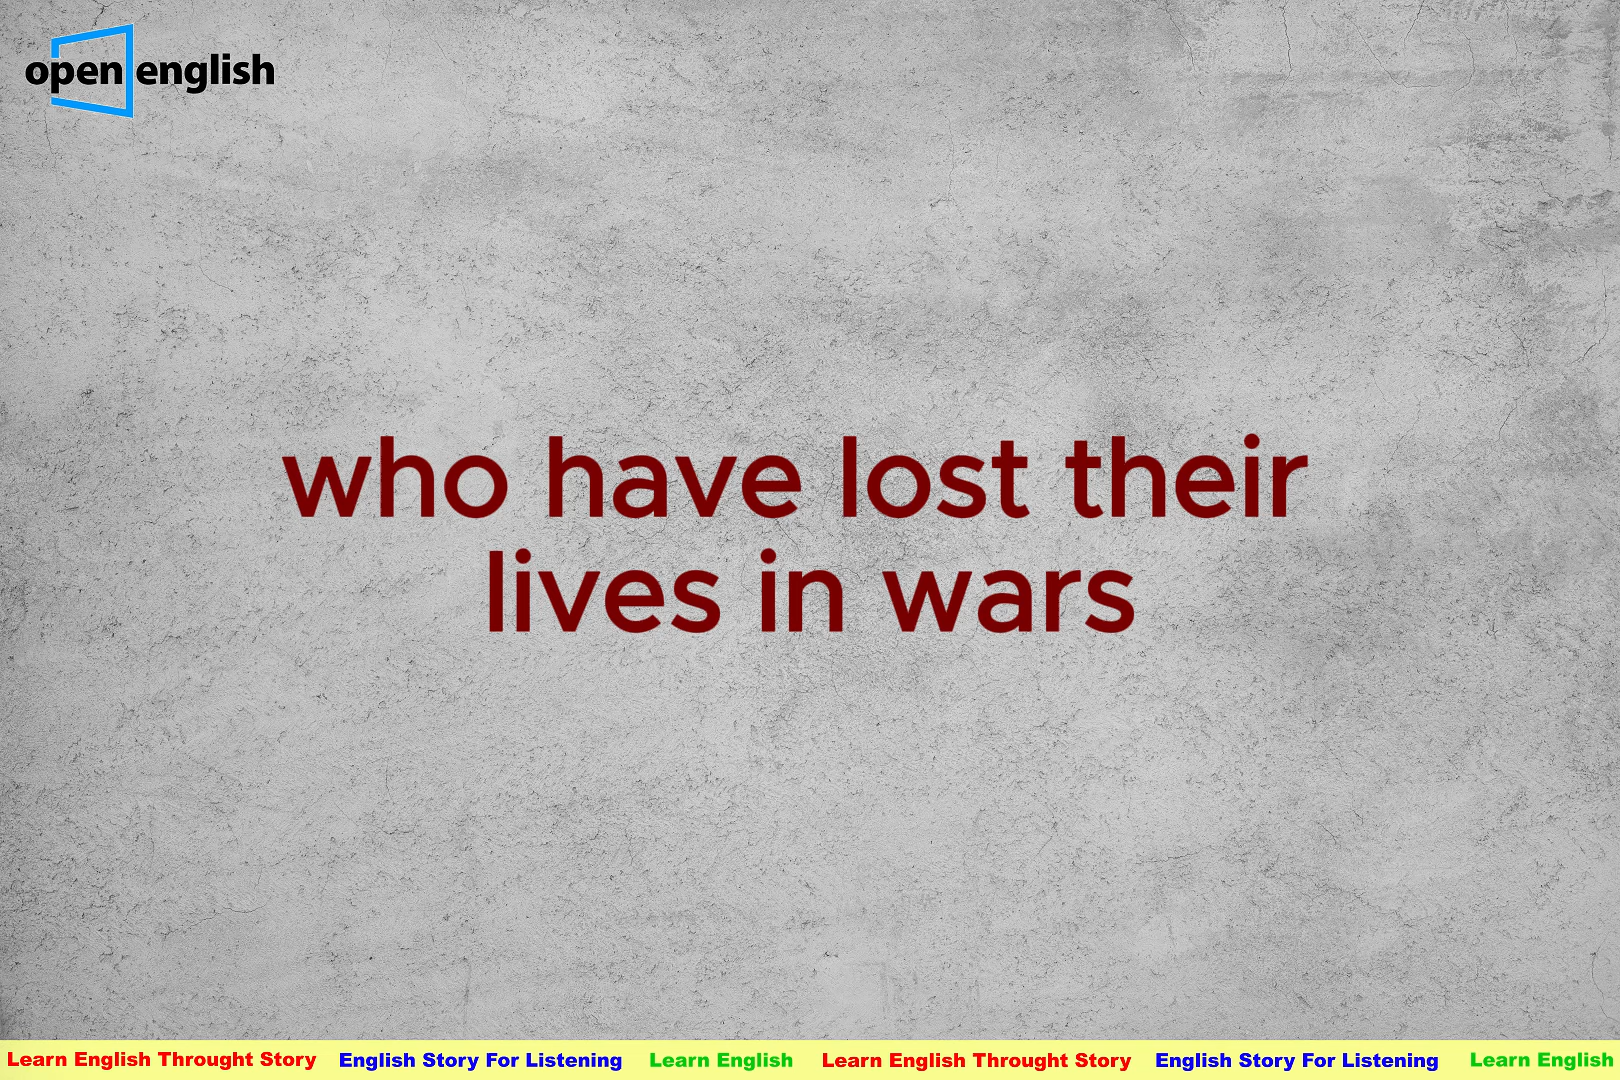 open english
who have lost their
lives in wars
Learn English Throught Story English Story For Listening Learn English Learn English Throught Story English Story For Listening Learn English